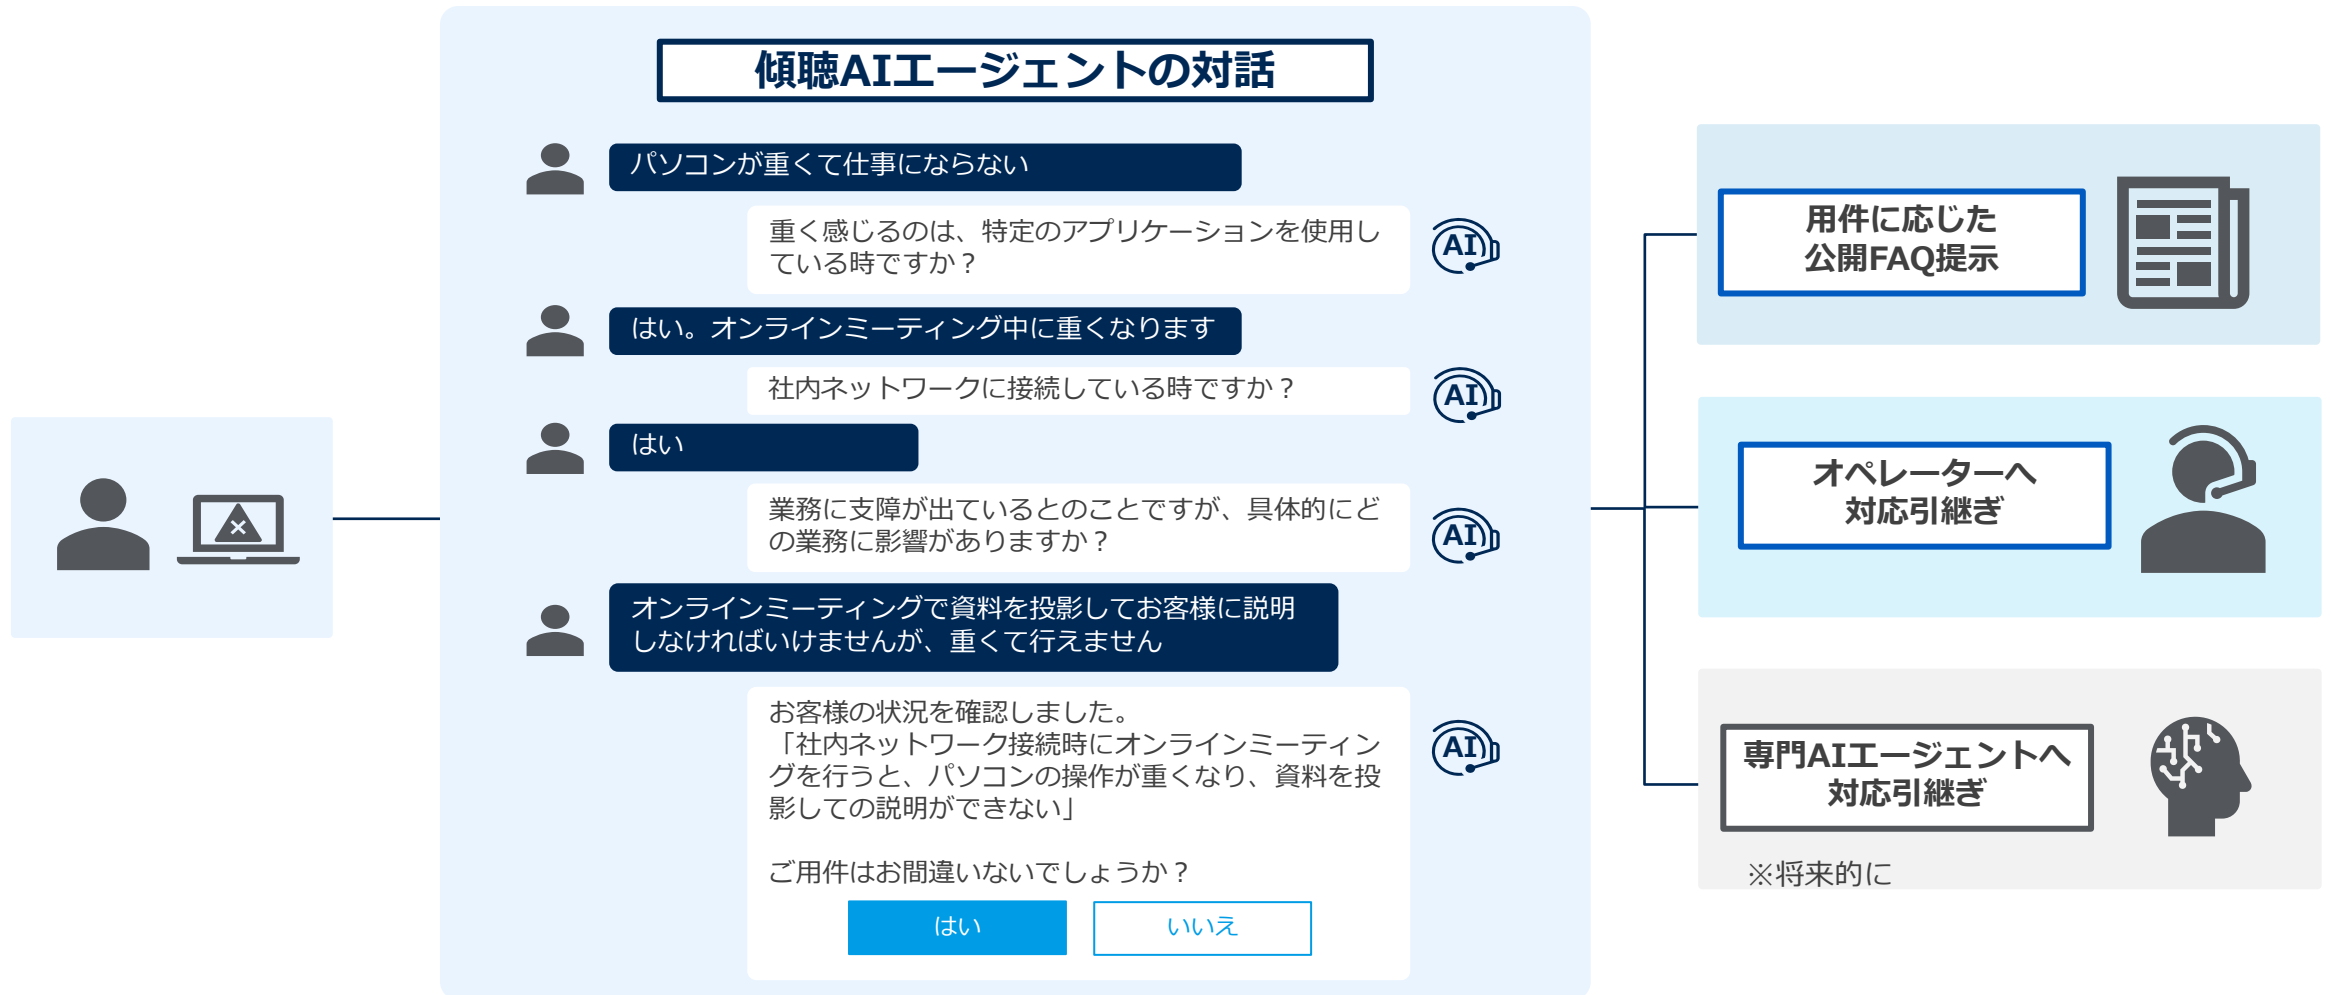 傾聴AIエージェントの対話
パソコンが重くて仕事にならない
重く感じるのは、特定のアプリケーションを使用し
ている時ですか？
AI
はい。オンラインミーティング中に重くなります
社内ネットワークに接続している時ですか？
AI
はい
業務に支障が出ているとのことですが、具体的にど
の業務に影響がありますか？
AI
オンラインミーティングで資料を投影してお客様に説明
しなければいけませんが、重くて行えません
お客様の状況を確認しました。
「社内ネットワーク接続時にオンラインミーティン
グを行うと、パソコンの操作が重くなり、資料を投
影しての説明ができない」
AI
ご用件はお間違いないでしょうか？
はい
いいえ
用件に応じた
公開FAQ提示
オペレーターへ
対応引継ぎ
専門AIエージェントへ
対応引継ぎ
※将来的に